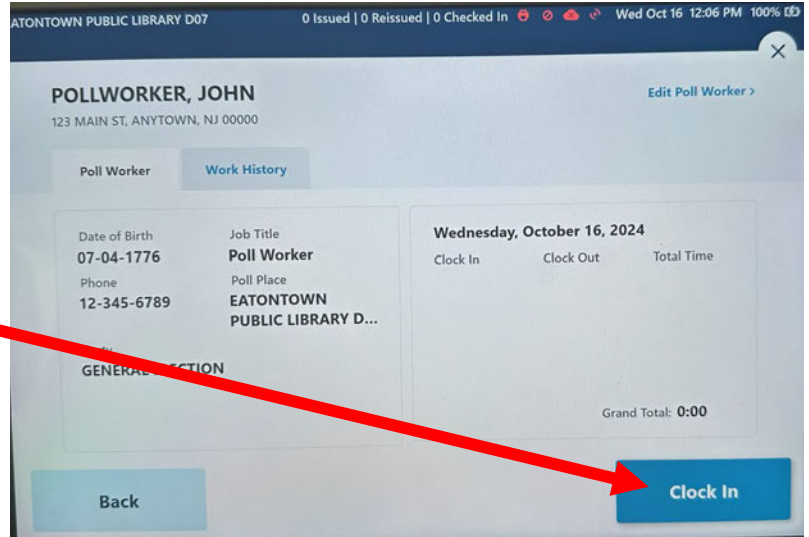 ATONTOWN PUBLIC LIBRARY D07 0 Issued | 0 Reissued | 0 Checked In Wed Oct 16 12:06 PM 100%
POLLWORKER, JOHN
Edit Poll Worker >
123 MAIN ST, ANYTOWN, NJ 00000
Poll Worker Work History
Date of Birth Job Title
07-04-1776 Poll Worker
Phone Poll Place
12-345-6789 EATONTOWN
PUBLIC LIBRARY D...
GENERAL
Wednesday, October 16, 2024
Clock In Clock Out Total Time
Grand Total: 0:00
Back
Clock In